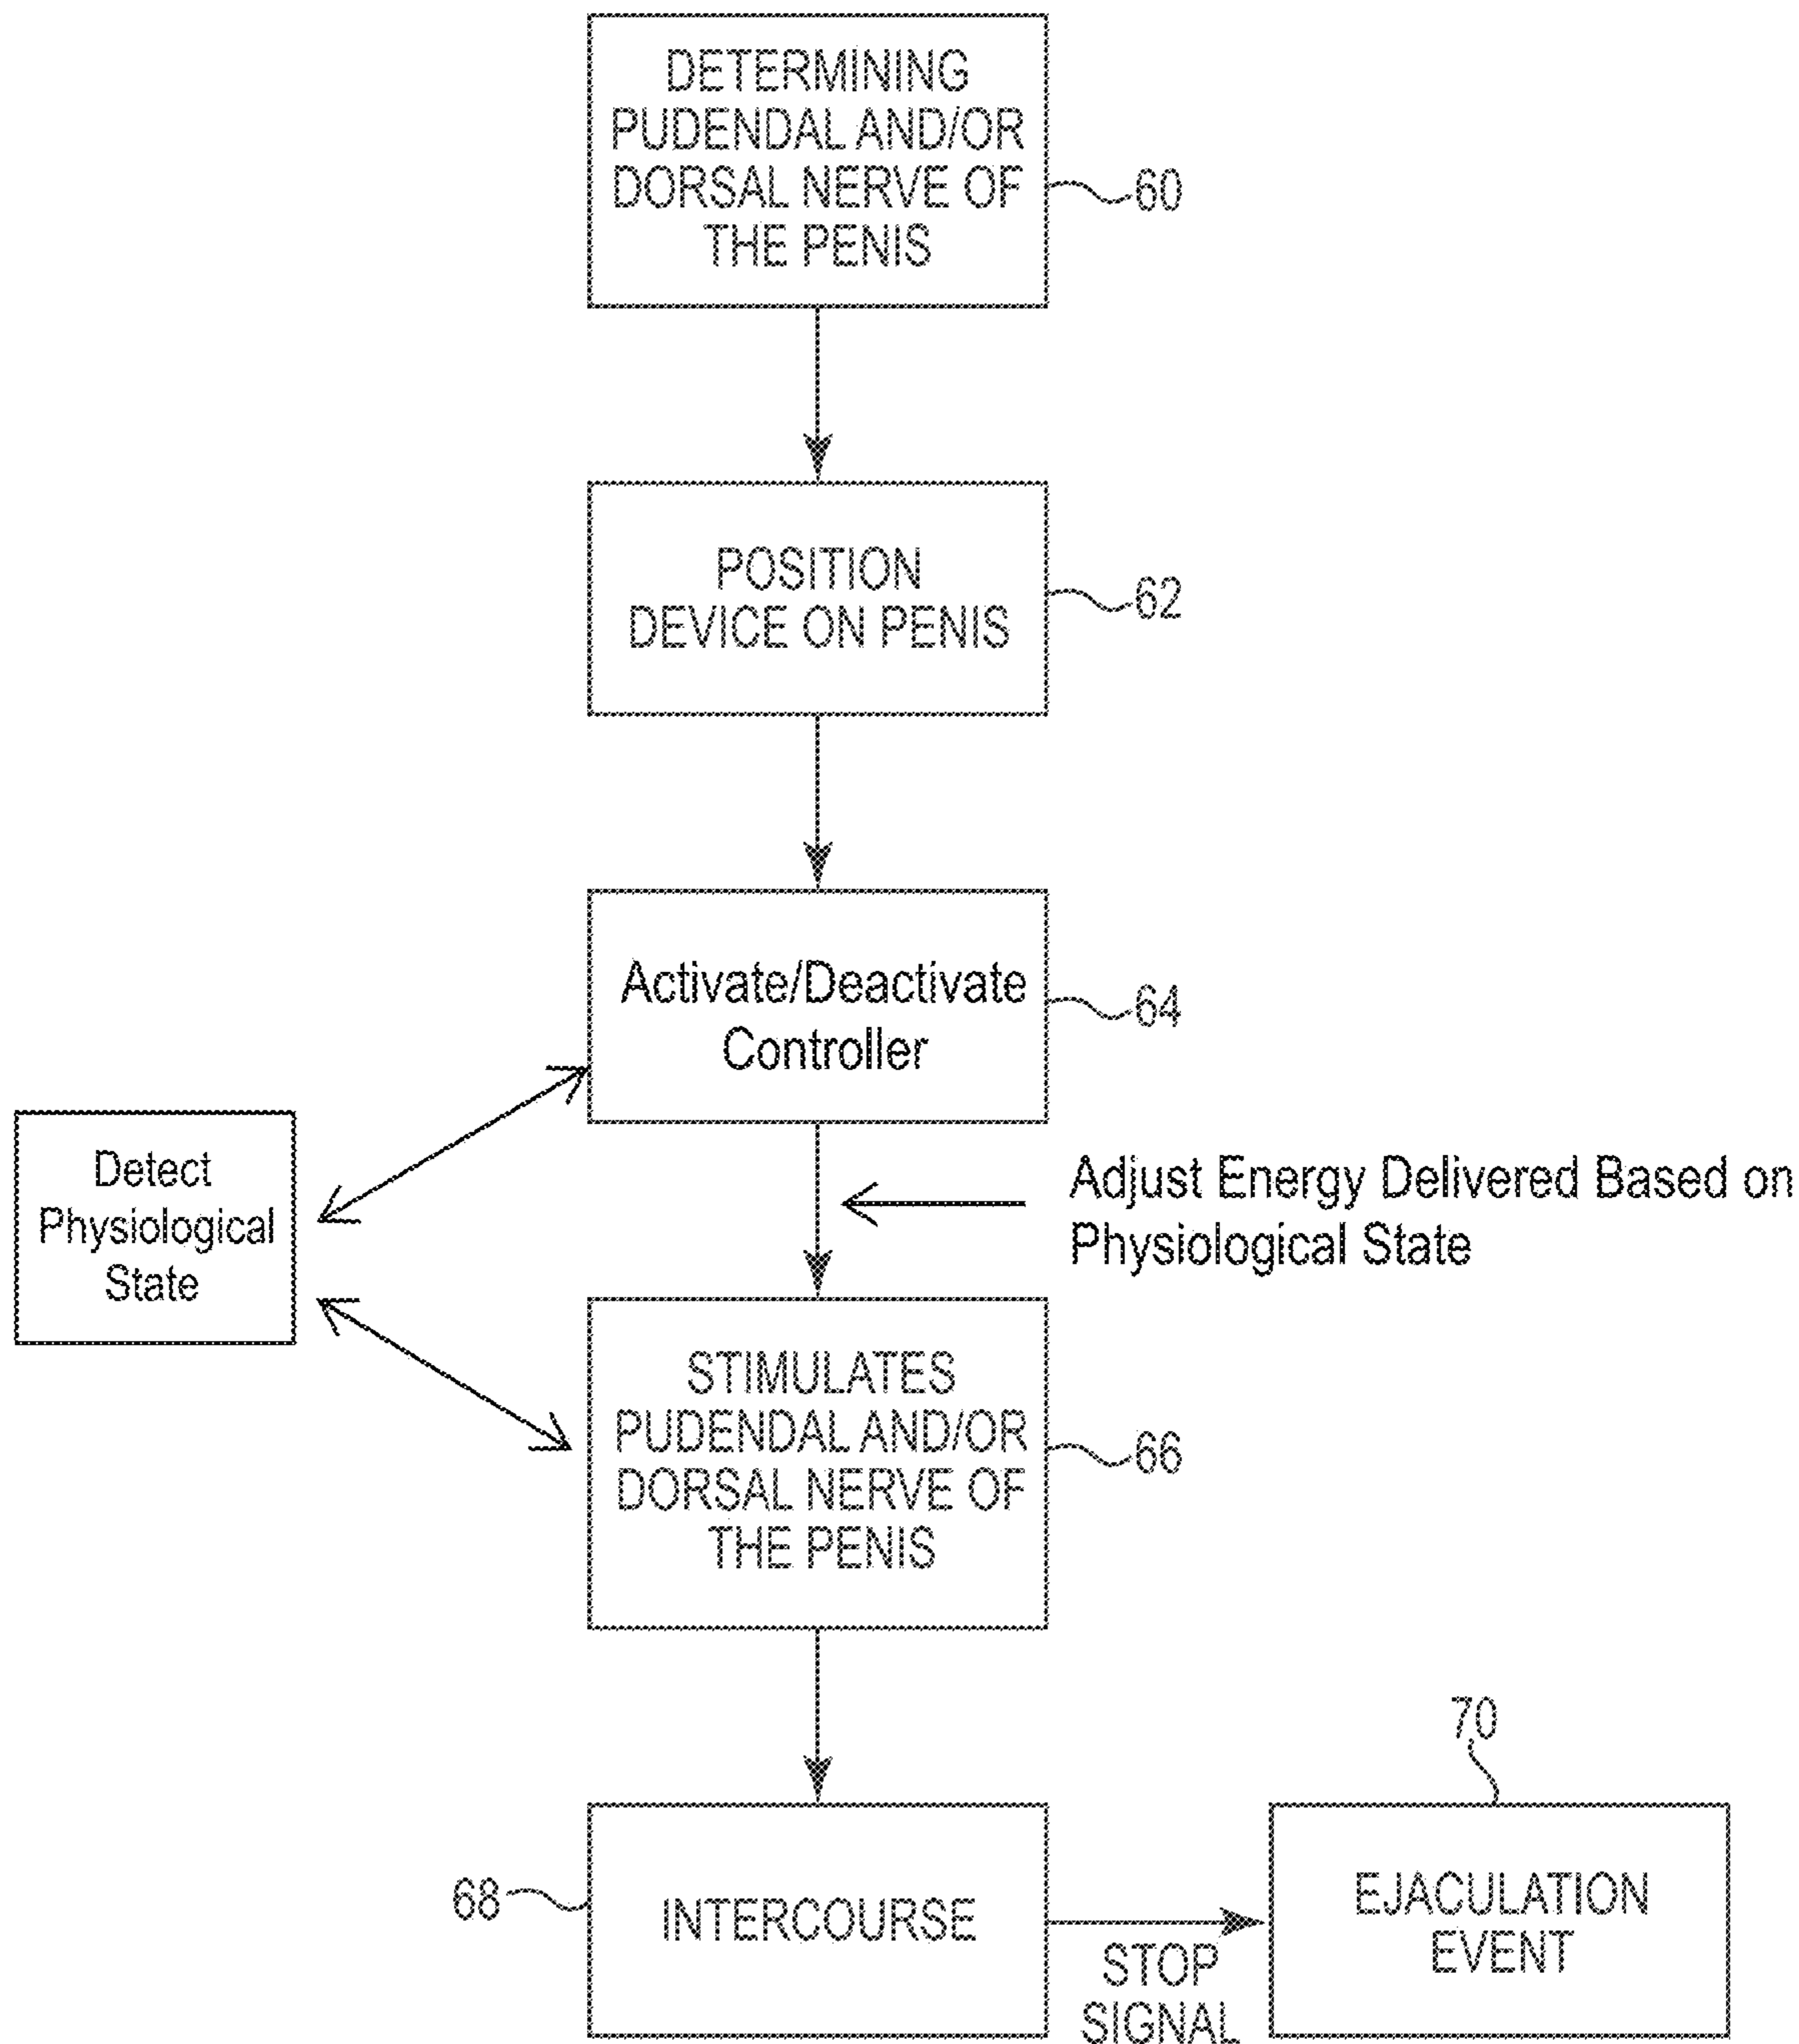 DETERMINING
PUDENDAL AND/OR
DORSAL NERVE OF
THE PENIS
60
POSITION
DEVICE ON PENIS
62
Activate/Deactivate
Controller
64
Detect
Physiological
State
Adjust Energy Delivered Based on
Physiological State
STIMULATES
PUDENDAL AND/OR
DORSAL NERVE OF
THE PENIS
66
68
INTERCOURSE
STOP
SIGNAL
70
EJACULATION
EVENT